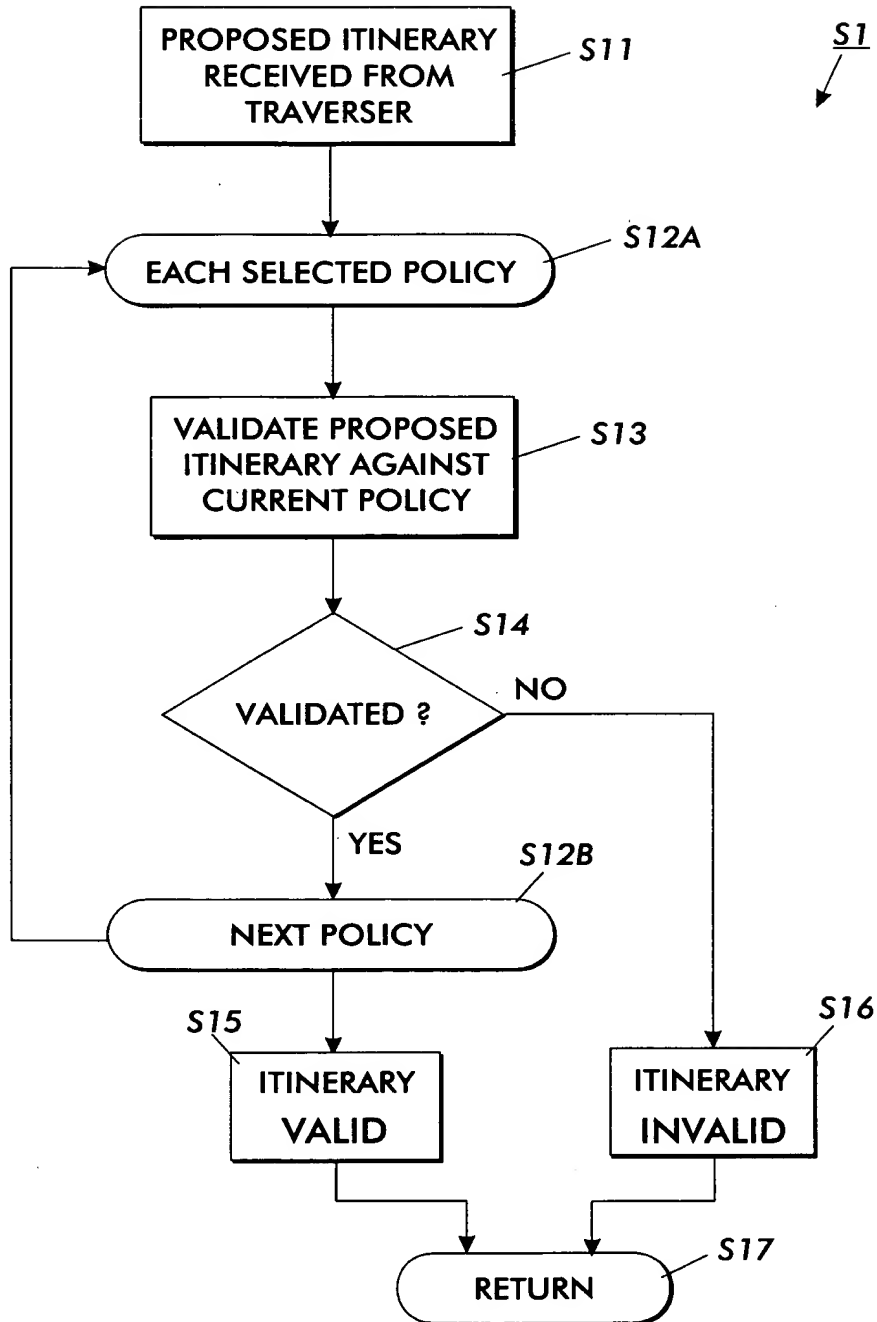 PROPOSED ITINERARY
RECEIVED FROM
TRAVERSER
S11
S1
EACH SELECTED POLICY
S12A
VALIDATE PROPOSED
ITINERARY AGAINST
CURRENT POLICY
S13
S14
VALIDATED ?
NO
YES
S12B
NEXT POLICY
S15
ITINERARY
VALID
S16
ITINERARY
INVALID
S17
RETURN